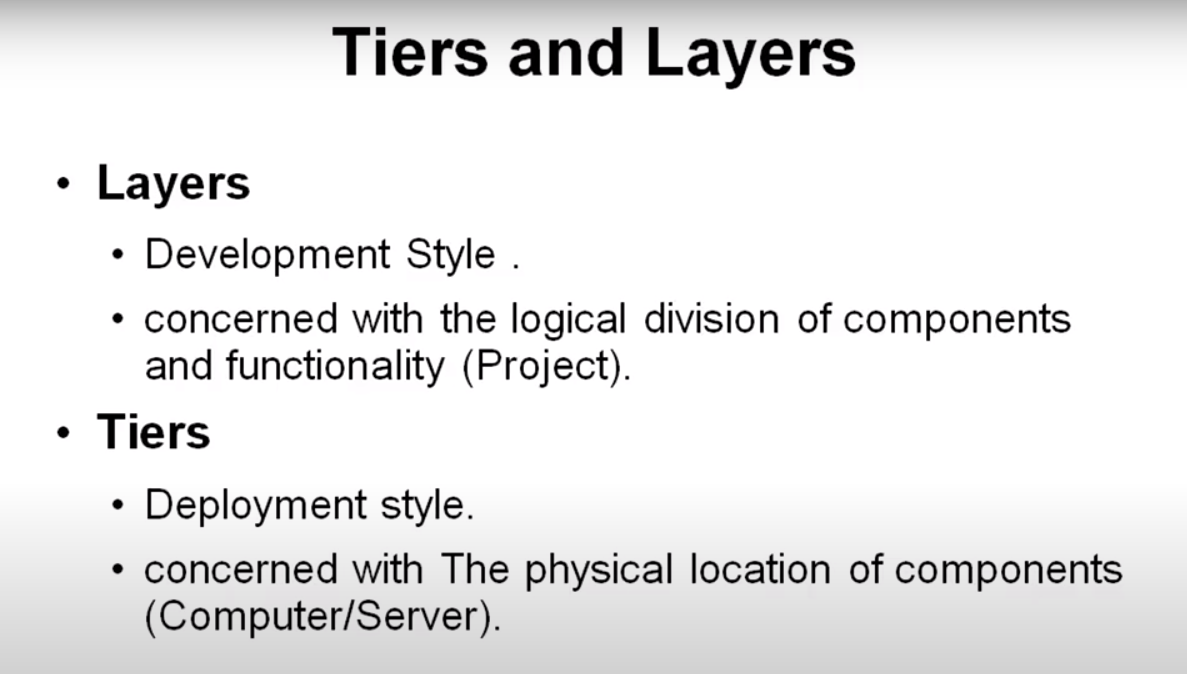 Tiers and Layers
• Layers
• Development Style .
• concerned with the logical division of components
and functionality (Project).
• Tiers
• Deployment style.
• concerned with The physical location of components
(Computer/Server).